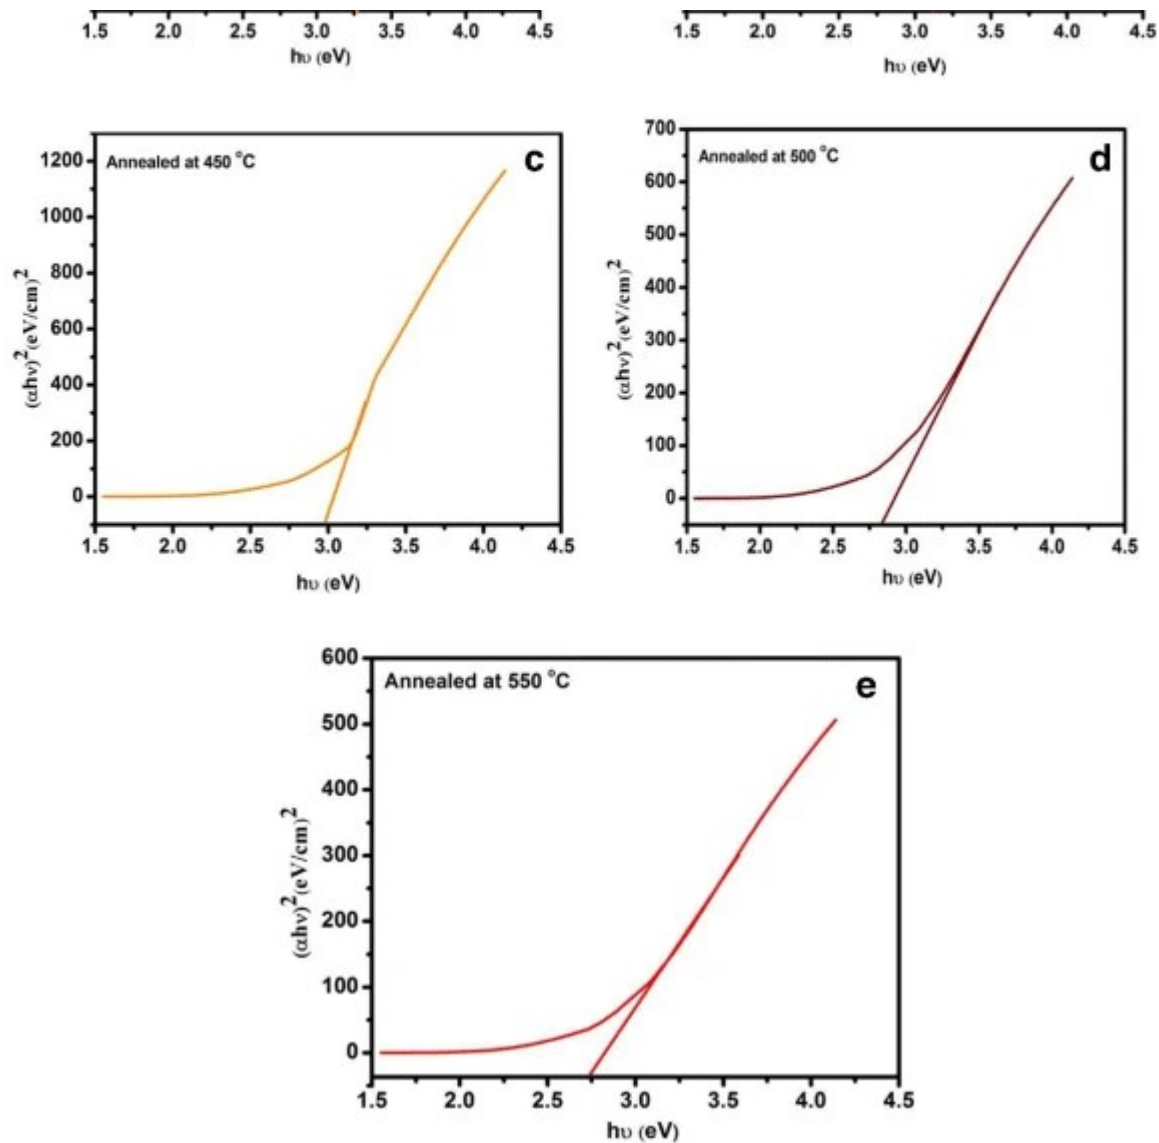 1.5 2.0 2.5 3.0 3.5 4.0 4.5
hυ (eV)
1.5 2.0 2.5 3.0 3.5 4.0 4.5
hυ (eV)
Annealed at 450 °C
c
1200
1000
800
600
400
200
0
(αhν)²(eV/cm)²
1.5 2.0 2.5 3.0 3.5 4.0 4.5
hυ (eV)
Annealed at 500 °C
d
700
600
500
400
300
200
100
0
(αhν)²(eV/cm)²
1.5 2.0 2.5 3.0 3.5 4.0 4.5
hυ (eV)
Annealed at 550 °C
e
600
500
400
300
200
100
0
(αhν)²(eV/cm)²
1.5 2.0 2.5 3.0 3.5 4.0 4.5
hυ (eV)